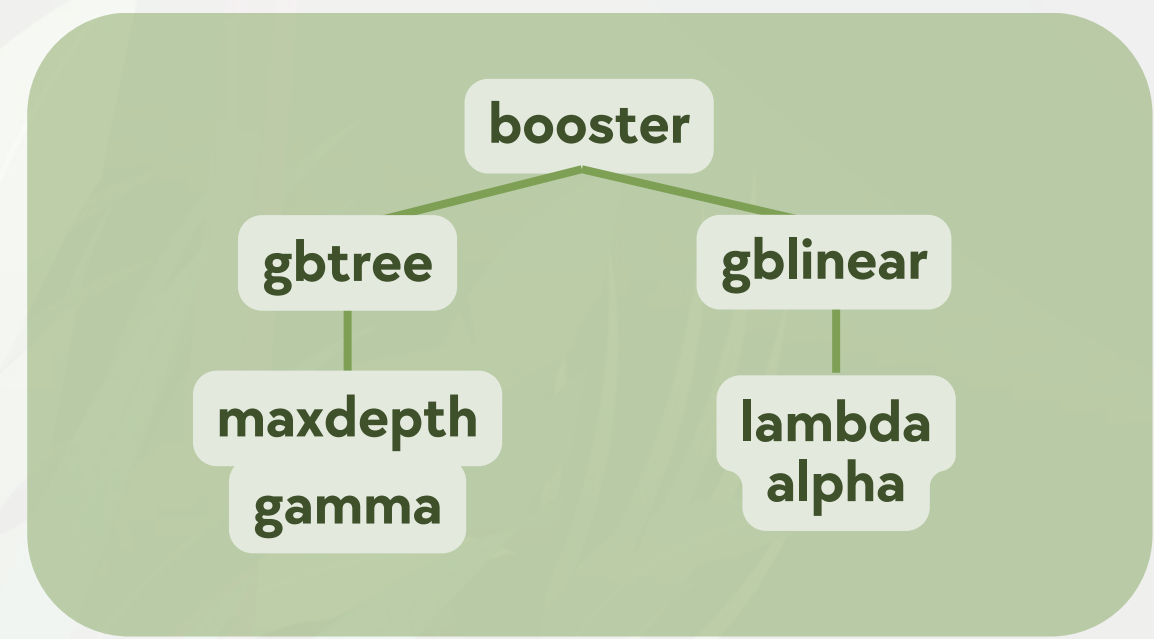 booster
gbtree
gblinear
maxdepth
gamma
lambda
alpha